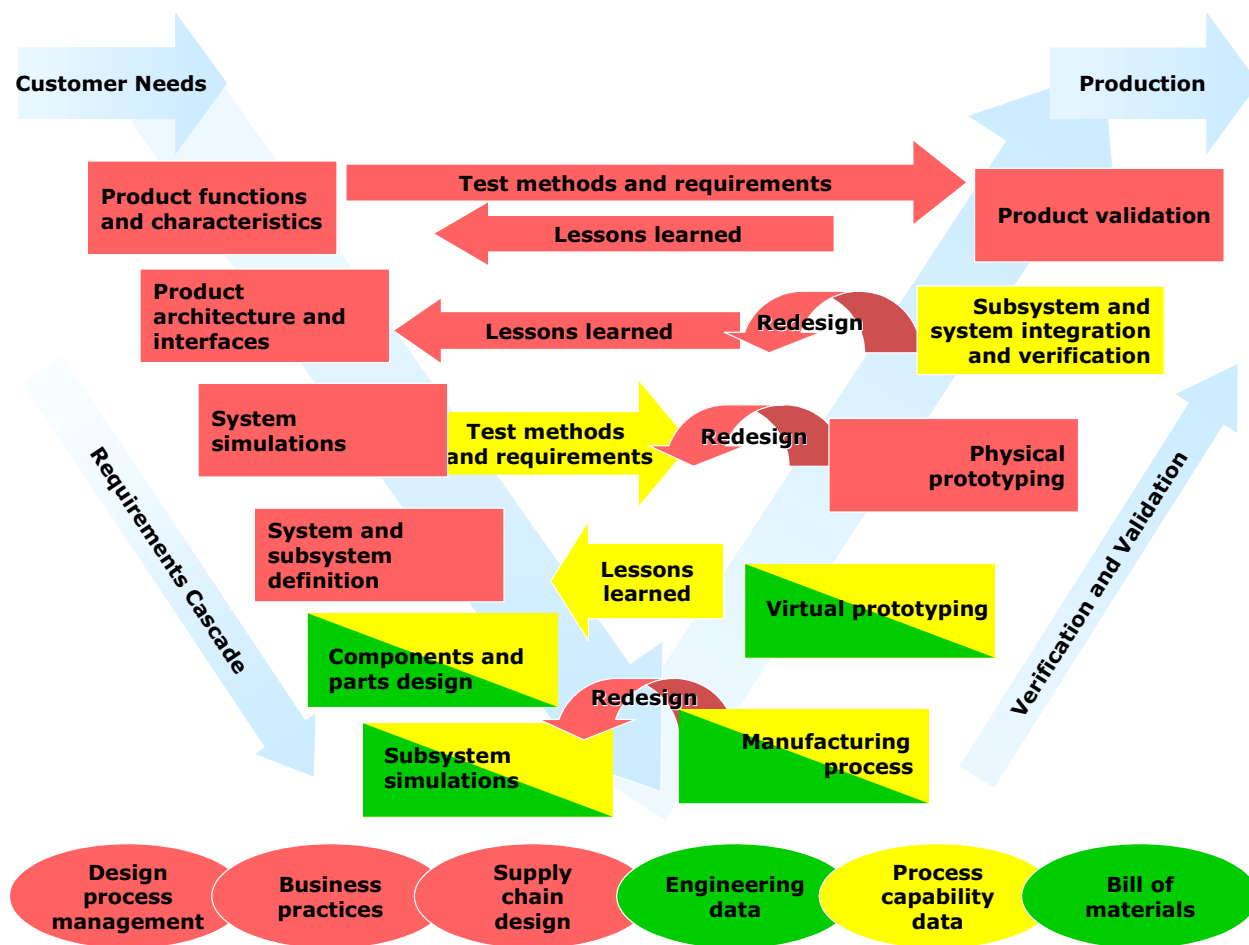 Customer Needs
Production
Product functions
and characteristics
Test methods and requirements
Product validation
Lessons learned
Product
architecture and
interfaces
Lessons learned
Redesign
Subsystem and
system integration
and verification
System
simulations
Test methods
and requirements
Redesign
Physical
prototyping
Requirements Cascade
System and
subsystem
definition
Lessons
learned
Virtual prototyping
Verification and Validation
Components and
parts design
Redesign
Subsystem
simulations
Manufacturing
process
Design
process
management
Business
practices
Supply
chain
design
Engineering
data
Process
capability
data
Bill of
materials